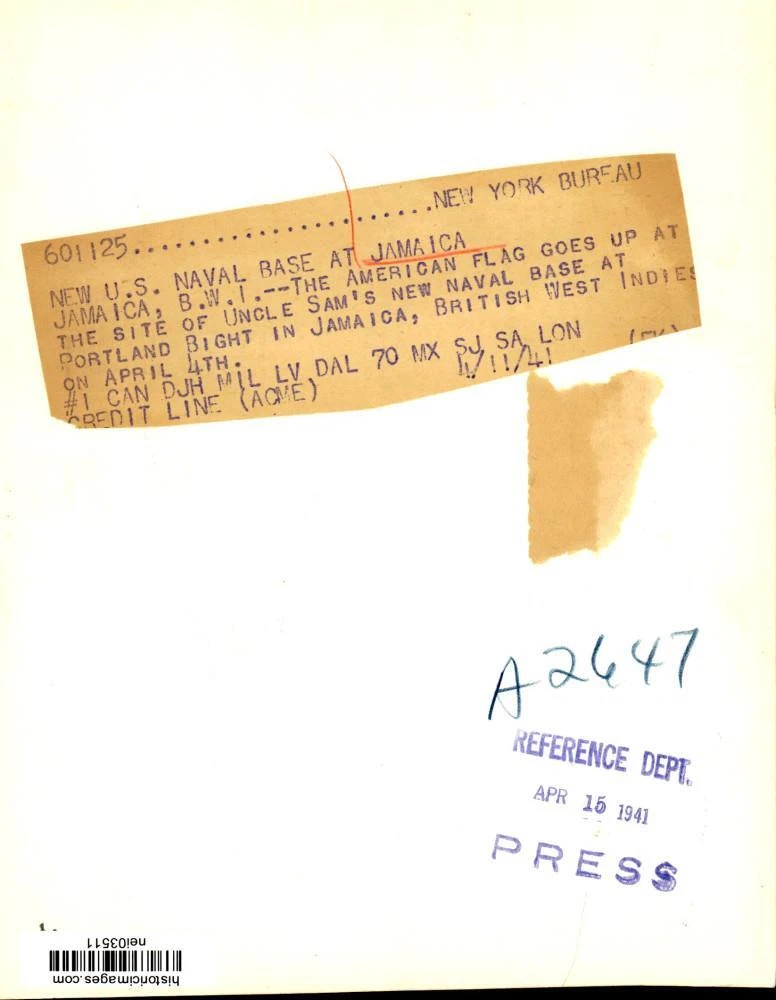 601125......................NEW YORK BUREAU
NEW U.S. NAVAL BASE AT JAMAICA
JAMAICA, B.W.I.--THE AMERICAN FLAG GOES UP AT
THE SITE OF UNCLE SAM'S NEW NAVAL BASE AT
PORTLAND BIGHT IN JAMAICA, BRITISH WEST INDIES
ON APRIL 4TH.
#1 CAN DJH MIL LV DAL 70 MX SJ SA LON
CREDIT LINE (ACME) 4/11/41
A2647
REFERENCE DEPT.
APR 15 1941
PRESS
nei03511
historicimages.com